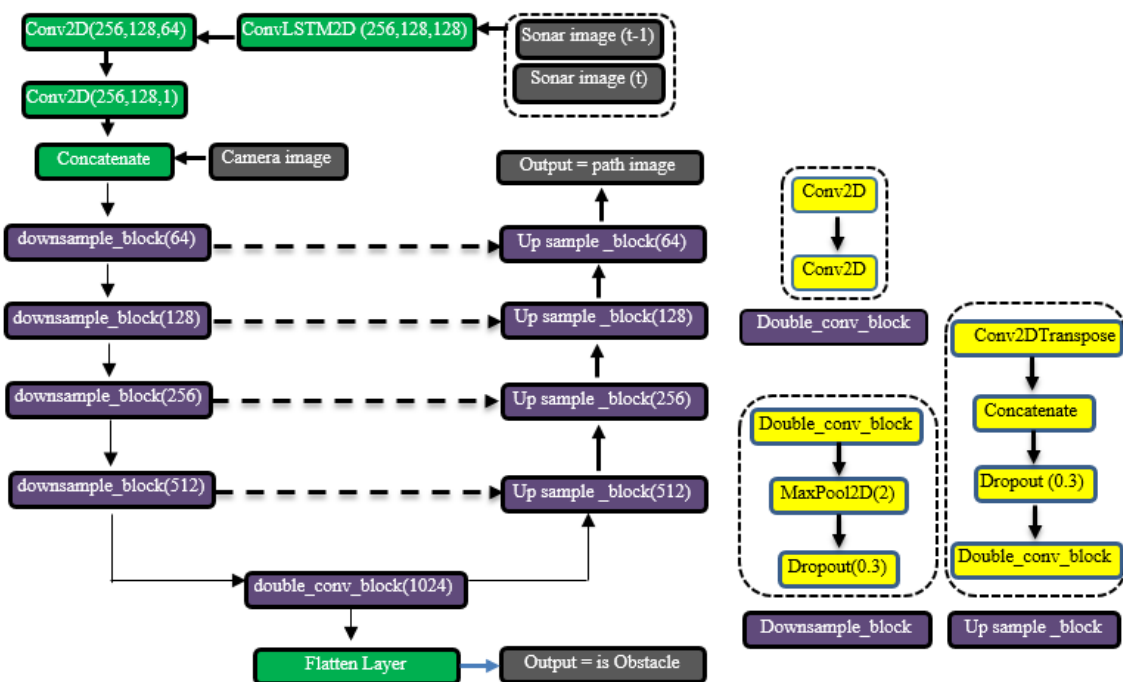 Conv2D(256,128,64)
ConvLSTM2D (256,128,128)
Sonar image (t-1)
Sonar image (t)
Conv2D(256,128,1)
Concatenate
Camera image
Output = path image
downsample_block(64)
Up sample _block(64)
downsample_block(128)
Up sample _block(128)
downsample_block(256)
Up sample _block(256)
downsample_block(512)
Up sample _block(512)
double_conv_block(1024)
Flatten Layer
Output = is Obstacle
Conv2D
Conv2D
Double_conv_block
Double_conv_block
MaxPool2D(2)
Dropout(0.3)
Downsample_block
Conv2DTranspose
Concatenate
Dropout (0.3)
Double_conv_block
Up sample _block